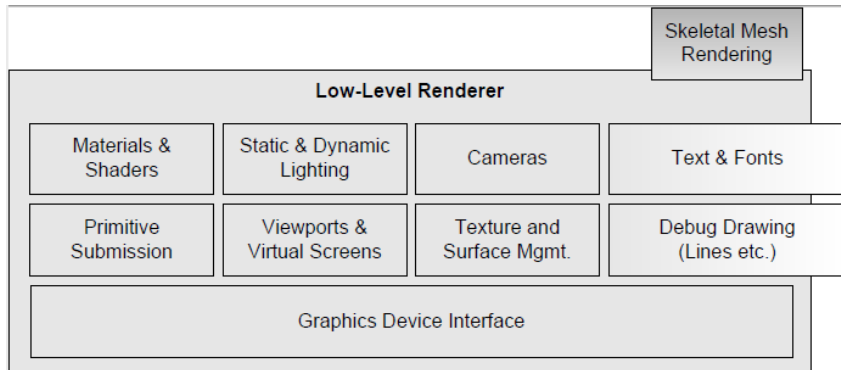 Skeletal Mesh
Rendering
Low-Level Renderer
Materials &
Shaders
Static & Dynamic
Lighting
Cameras
Text & Fonts
Primitive
Submission
Viewports &
Virtual Screens
Texture and
Surface Mgmt.
Debug Drawing
(Lines etc.)
Graphics Device Interface